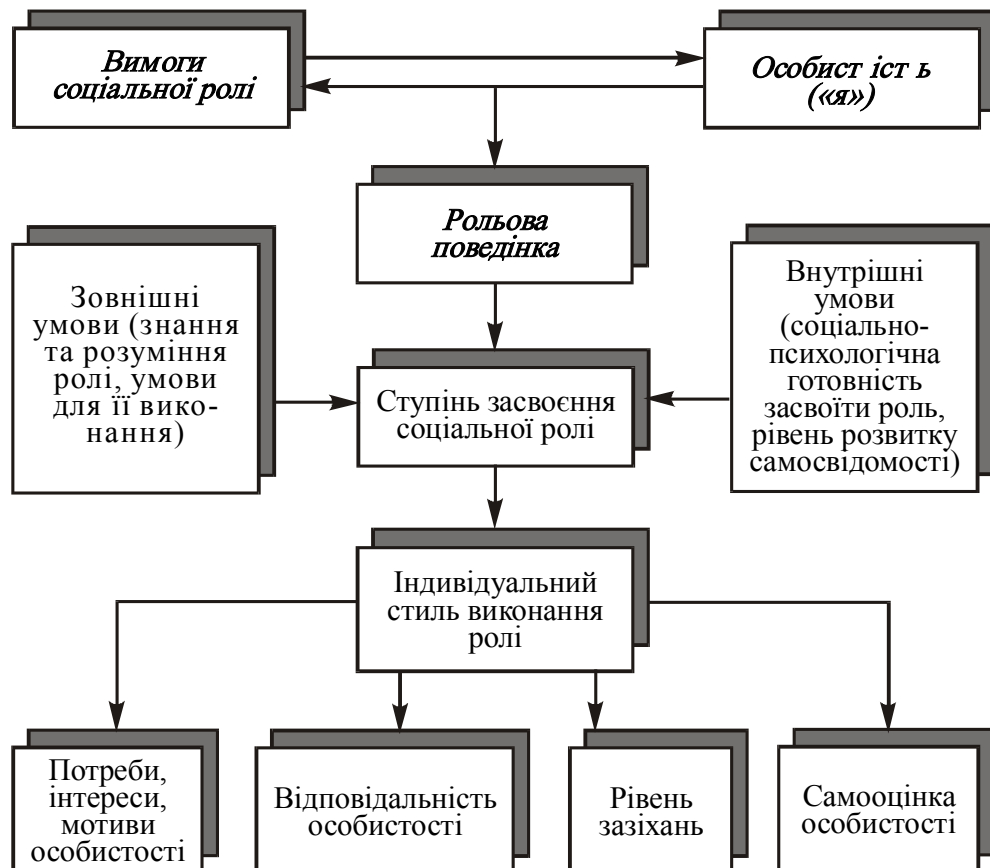 Вимоги
соціальної ролі
Особист іст ь
(«я»)
Рольова
поведінка
Зовнішні
умови (знання
та розуміння
ролі, умови
для її вико-
нання)
Ступінь засвоєння
соціальної ролі
Внутрішні
умови
(соціально-
психологічна
готовність
засвоїти роль,
рівень розвитку
самосвідомості)
Індивідуальний
стиль виконання
ролі
Потреби,
інтереси,
мотиви
особистості
Відповідальність
особистості
Рівень
зазіхань
Самооцінка
особистості